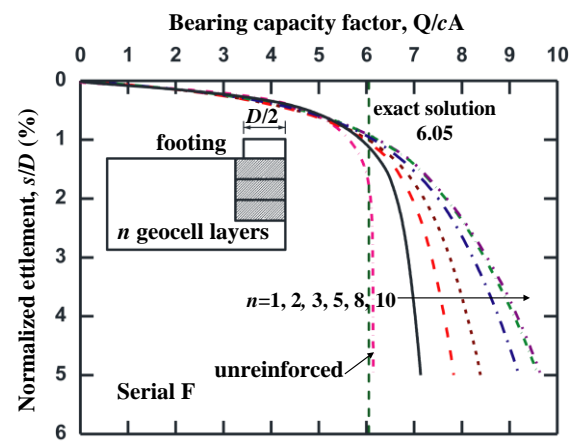 Bearing capacity factor, Q/cA
0 1 2 3 4 5 6 7 8 9 10
Normalized ettlement, s/D (%)
0
1
2
3
4
5
6
D/2
footing
n geocell layers
exact solution
6.05
n=1, 2, 3, 5, 8, 10
unreinforced
Serial F